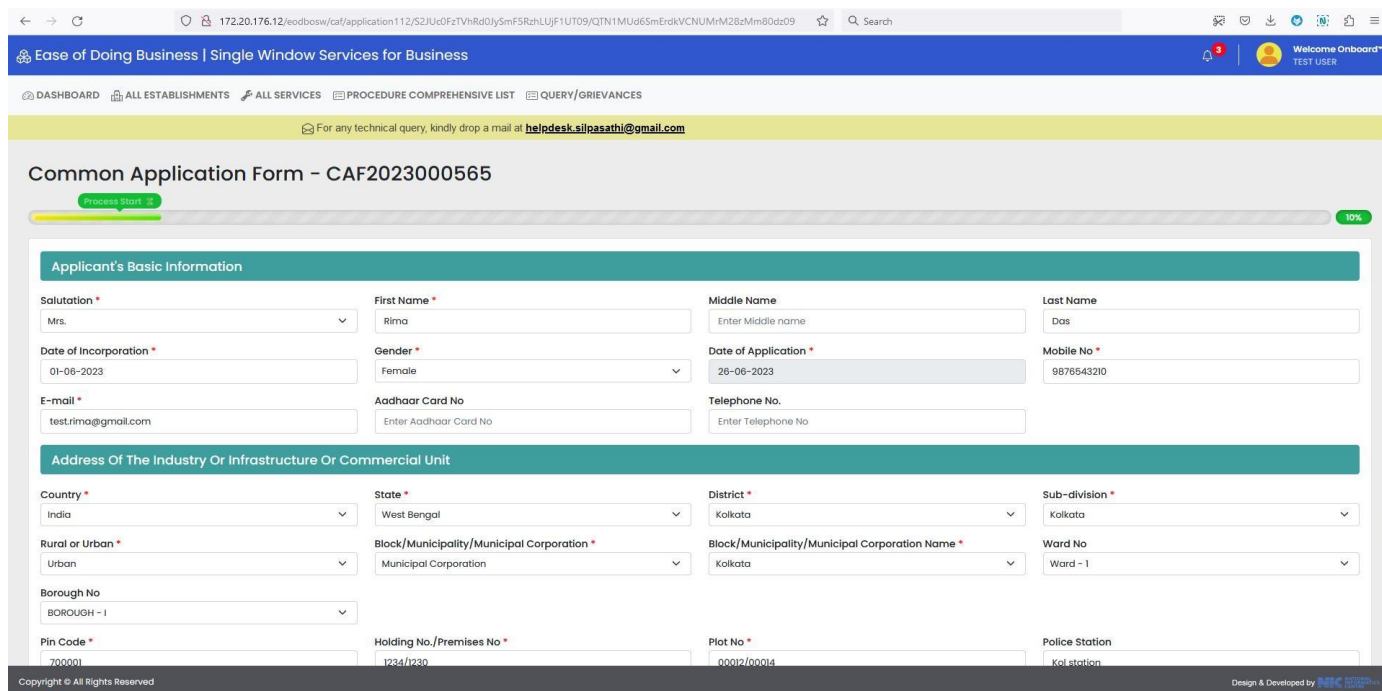 172.20.176.12/eodbosw/caf/application112/S2JUc0FzTVhRd0JySmF5RzhLUjF1UT09/QTN1MUd6SmErdkVCNUMrM28zMm80dz09 Search
Ease of Doing Business | Single Window Services for Business 3 Welcome Onboard
TEST USER
DASHBOARD ALL ESTABLISHMENTS ALL SERVICES PROCEDURE COMPREHENSIVE LIST QUERY/GRIEVANCES
For any technical query, kindly drop a mail at helpdesk.silpasathi@gmail.com
Common Application Form - CAF2023000565
Process Start
10%
Applicant's Basic Information
Salutation * First Name * Middle Name Last Name
Mrs. Rima Enter Middle name Das
Date of Incorporation * Gender * Date of Application * Mobile No *
01-06-2023 Female 26-06-2023 9876543210
E-mail * Aadhaar Card No Telephone No.
test.rima@gmail.com Enter Aadhaar Card No Enter Telephone No
Address Of The Industry Or Infrastructure Or Commercial Unit
Country * State * District * Sub-division *
India West Bengal Kolkata Kolkata
Rural or Urban * Block/Municipality/Municipal Corporation * Block/Municipality/Municipal Corporation Name * Ward No
Urban Municipal Corporation Kolkata Ward - 1
Borough No
BOROUGH - I
Pin Code * Holding No./Premises No * Plot No * Police Station
700001 1234/1230 00012/00014 Kol station
Copyright © All Rights Reserved Design & Developed by NIC